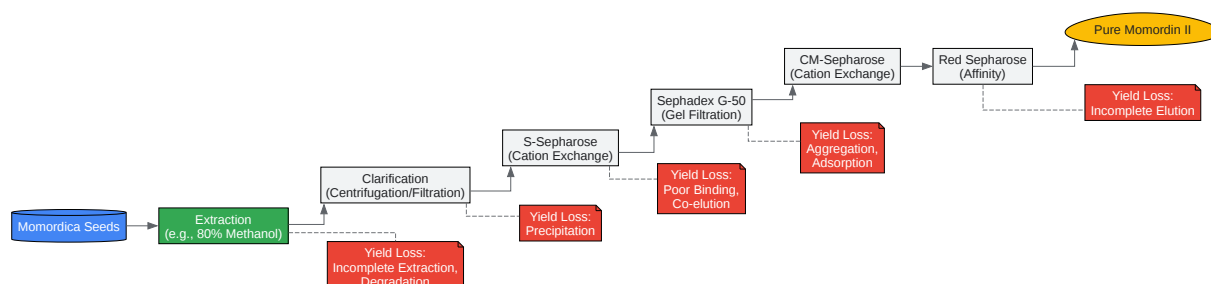 Momordica Seeds
Extraction
(e.g., 80% Methanol)
Yield Loss:
Incomplete Extraction,
Degradation
Clarification
(Centrifugation/Filtration)
Yield Loss:
Precipitation
S-Sepharose
(Cation Exchange)
Yield Loss:
Poor Binding,
Co-elution
Sephadex G-50
(Gel Filtration)
Yield Loss:
Aggregation,
Adsorption
CM-Sepharose
(Cation Exchange)
Red Sepharose
(Affinity)
Yield Loss:
Incomplete Elution
Pure Momordin II